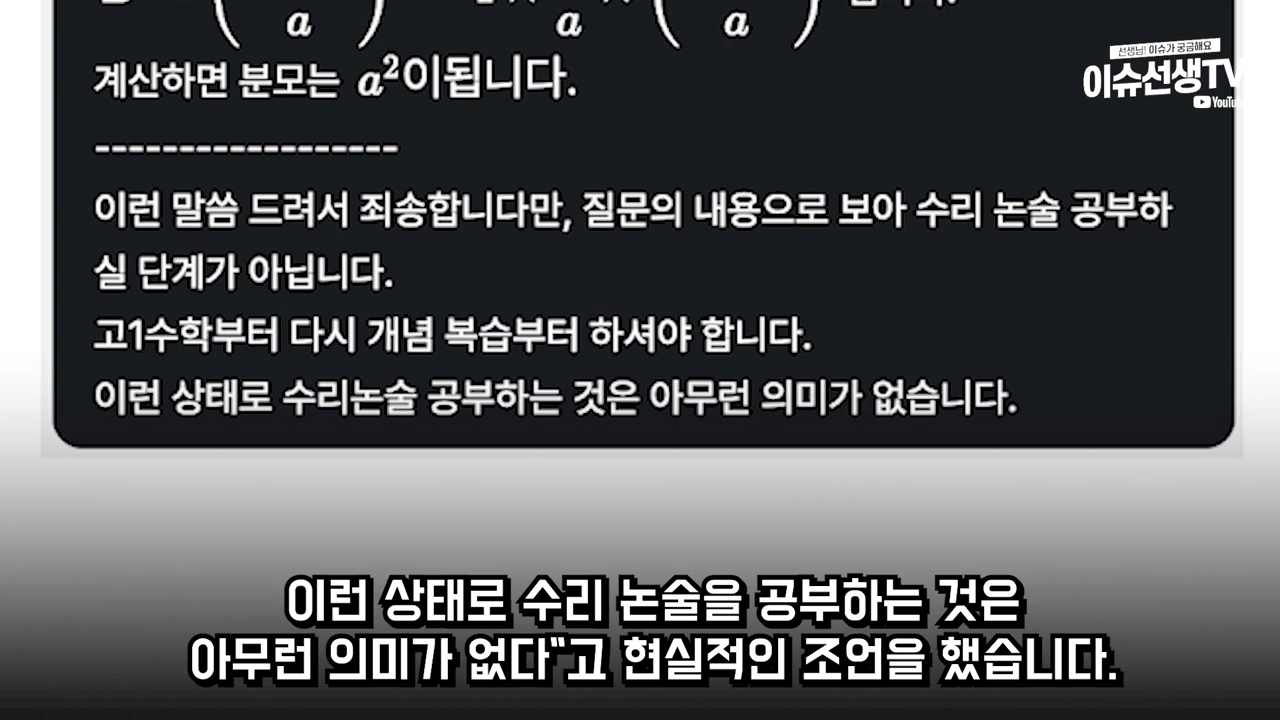 a a a
계산하면 분모는 a²이됩니다.
-------------------
이런 말씀 드려서 죄송합니다만, 질문의 내용으로 보아 수리 논술 공부하
실 단계가 아닙니다.
고1수학부터 다시 개념 복습부터 하셔야 합니다.
이런 상태로 수리논술 공부하는 것은 아무런 의미가 없습니다.
선생님! 이슈가 궁금해요
이슈선생TV
YouTube
이런 상태로 수리 논술을 공부하는 것은
아무런 의미가 없다"고 현실적인 조언을 했습니다.